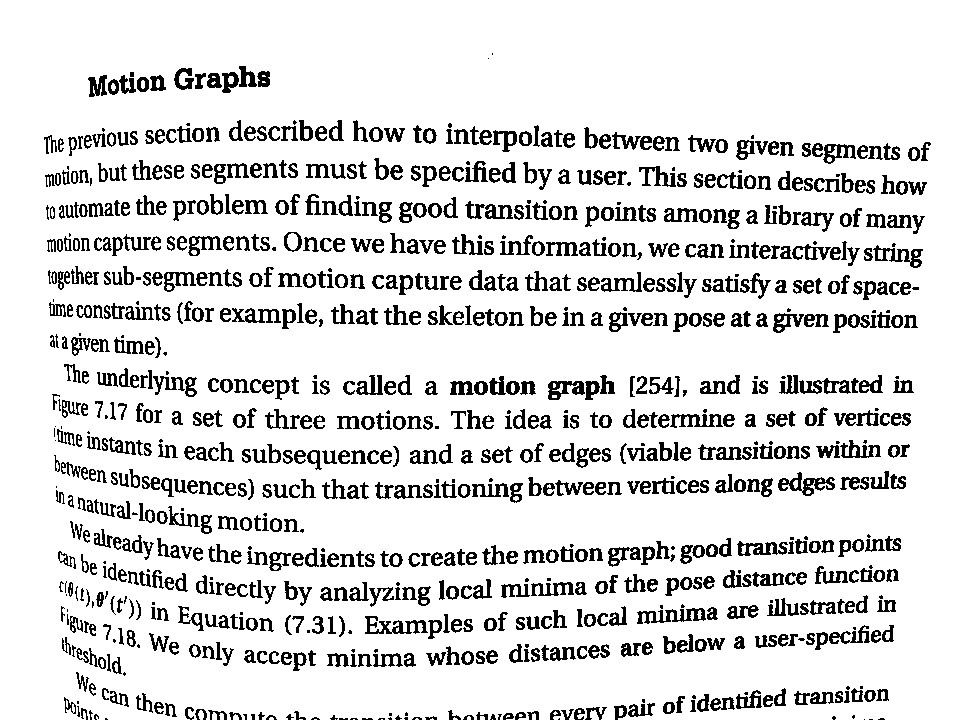 Motion Graphs
The previous section described how to interpolate between two given segments of
motion, but these segments must be specified by a user. This section describes how
to automate the problem of finding good transition points among a library of many
motion capture segments. Once we have this information, we can interactively string
together sub-segments of motion capture data that seamlessly satisfy a set of space-
time constraints (for example, that the skeleton be in a given pose at a given position
at a given time).
The underlying concept is called a motion graph [254], and is illustrated in
Figure 7.17 for a set of three motions. The idea is to determine a set of vertices
(time instants in each subsequence) and a set of edges (viable transitions within or
between subsequences) such that transitioning between vertices along edges results
in a natural-looking motion.
We already have the ingredients to create the motion graph; good transition points
can be identified directly by analyzing local minima of the pose distance function
c(θ(t),θ′(t′)) in Equation (7.31). Examples of such local minima are illustrated in
Figure 7.18. We only accept minima whose distances are below a user-specified
threshold.
We can then compute the transition between every pair of identified transition
points